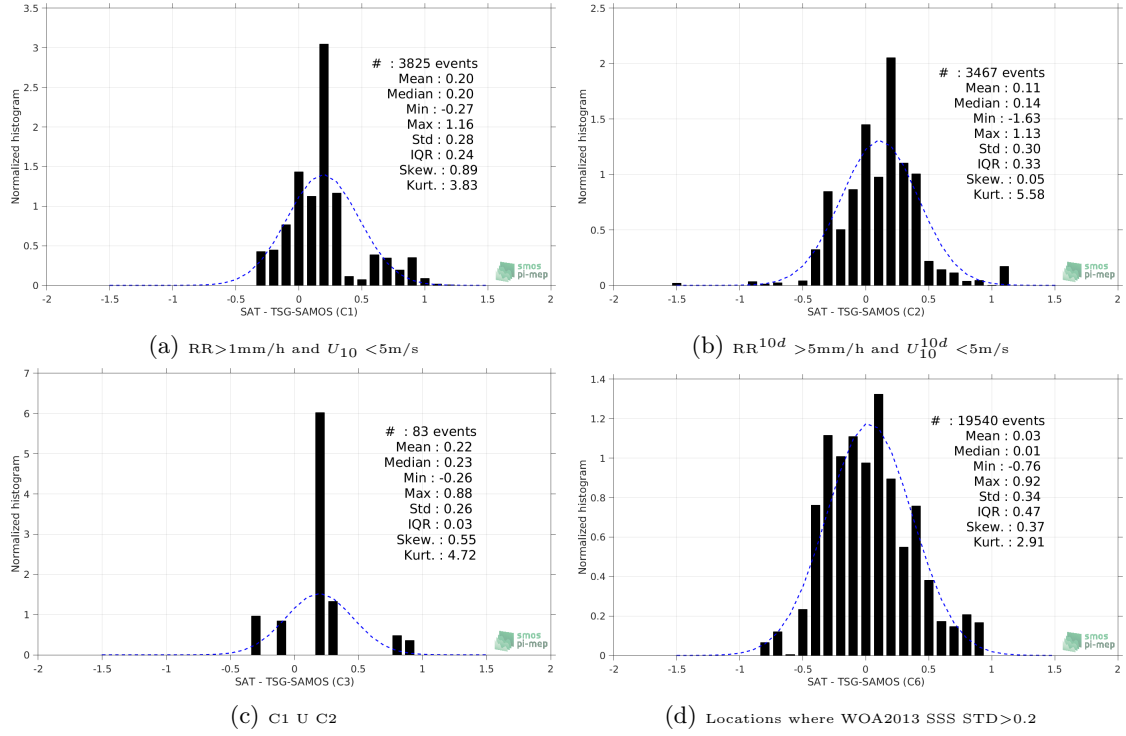 3.5
3
2.5
2
1.5
1
0.5
0
Normalized histogram
# : 3825 events
Mean : 0.20
Median : 0.20
Min : -0.27
Max : 1.16
Std : 0.28
IQR : 0.24
Skew. : 0.89
Kurt. : 3.83
smos
pi-mep
-2 -1.5 -1 -0.5 0 0.5 1 1.5 2
SAT - TSG-SAMOS (C1)
(a) RR>1mm/h and U10 <5m/s
2.5
2
1.5
1
0.5
0
Normalized histogram
# : 3467 events
Mean : 0.11
Median : 0.14
Min : -1.63
Max : 1.13
Std : 0.30
IQR : 0.33
Skew. : 0.05
Kurt. : 5.58
smos
pi-mep
-2 -1.5 -1 -0.5 0 0.5 1 1.5 2
SAT - TSG-SAMOS (C2)
(b) RR10d >5mm/h and U10 10d <5m/s
7
6
5
4
3
2
1
0
Normalized histogram
# : 83 events
Mean : 0.22
Median : 0.23
Min : -0.26
Max : 0.88
Std : 0.26
IQR : 0.03
Skew. : 0.55
Kurt. : 4.72
smos
pi-mep
-2 -1.5 -1 -0.5 0 0.5 1 1.5 2
SAT - TSG-SAMOS (C3)
(c) C1 U C2
1.4
1.2
1
0.8
0.6
0.4
0.2
0
Normalized histogram
# : 19540 events
Mean : 0.03
Median : 0.01
Min : -0.76
Max : 0.92
Std : 0.34
IQR : 0.47
Skew. : 0.37
Kurt. : 2.91
smos
pi-mep
-2 -1.5 -1 -0.5 0 0.5 1 1.5 2
SAT - TSG-SAMOS (C6)
(d) Locations where WOA2013 SSS STD>0.2